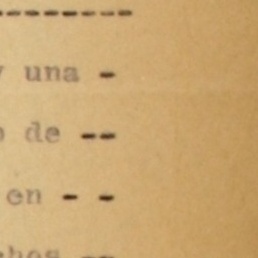 ---------
y una -
o de --
en - -